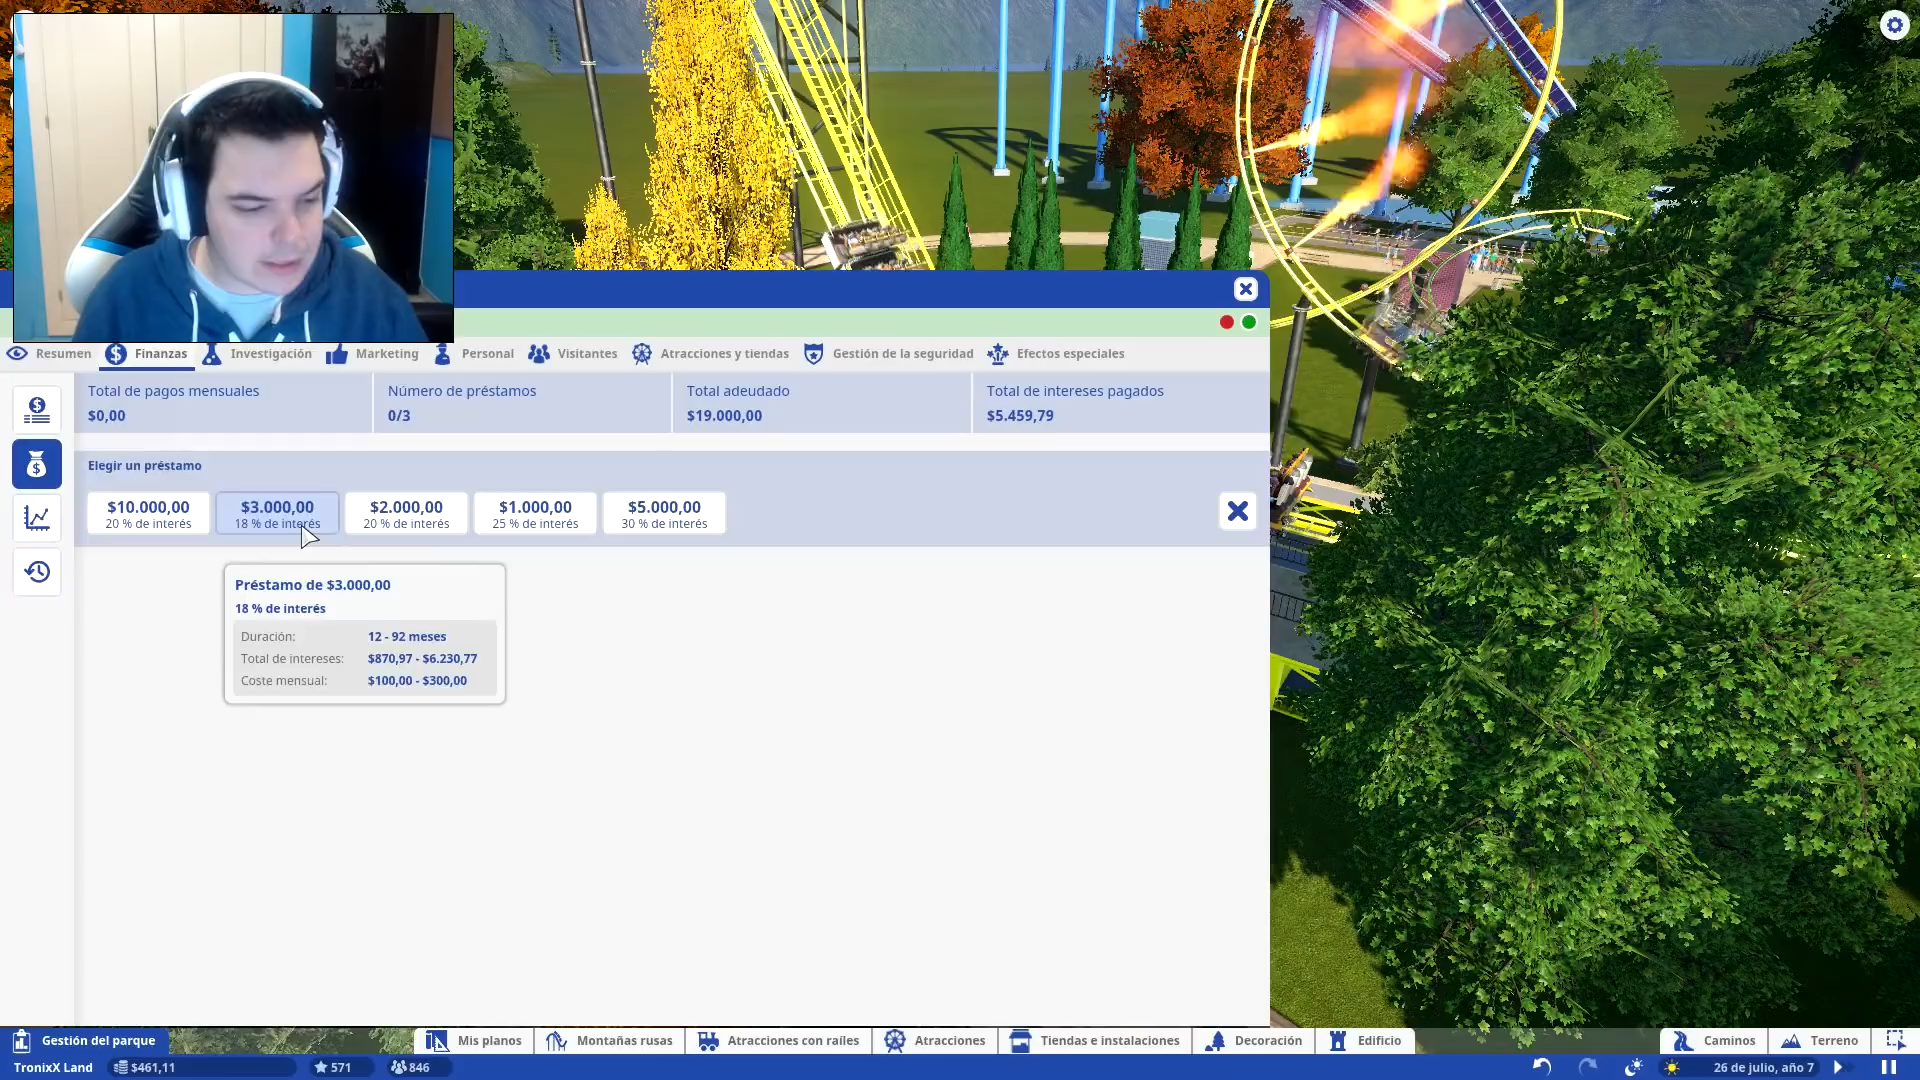 Resumen Finanzas Investigación Marketing Personal Visitantes Atracciones y tiendas Gestión de la seguridad Efectos especiales
Total de pagos mensuales
$0,00
Número de préstamos
0/3
Total adeudado
$19.000,00
Total de intereses pagados
$5.459,79
Elegir un préstamo
$10.000,00
20 % de interés
$3.000,00
18 % de interés
$2.000,00
20 % de interés
$1.000,00
25 % de interés
$5.000,00
30 % de interés
Préstamo de $3.000,00
18 % de interés
Duración: 12 - 92 meses
Total de intereses: $870,97 - $6.230,77
Coste mensual: $100,00 - $300,00
Gestión del parque
Mis planos
Montañas rusas
Atracciones con raíles
Atracciones
Tiendas e instalaciones
Decoración
Edificio
Caminos
Terreno
TronixX Land
$461,11
571
846
26 de julio, año 7